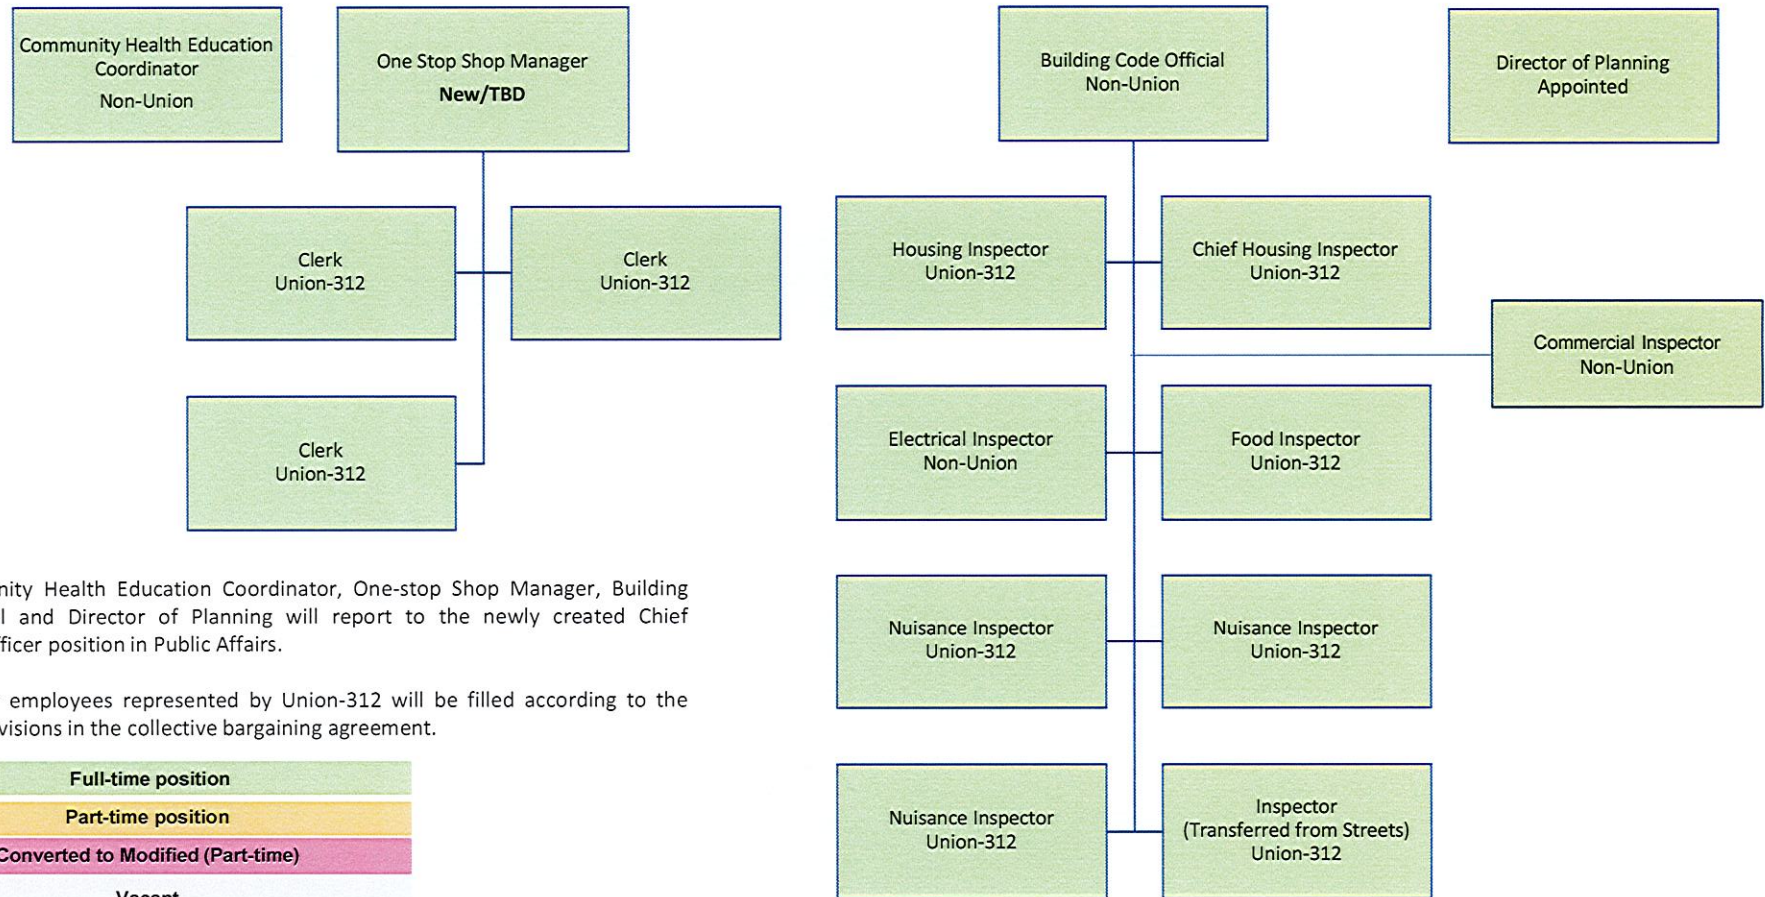 Community Health Education
Coordinator
Non-Union
One Stop Shop Manager
New/TBD
Building Code Official
Non-Union
Director of Planning
Appointed
Clerk
Union-312
Clerk
Union-312
Clerk
Union-312
Housing Inspector
Union-312
Chief Housing Inspector
Union-312
Commercial Inspector
Non-Union
Electrical Inspector
Non-Union
Food Inspector
Union-312
Nuisance Inspector
Union-312
Nuisance Inspector
Union-312
Nuisance Inspector
Union-312
Inspector
(Transferred from Streets)
Union-312
Health Education Coordinator, One-stop Shop Manager, Building
and Director of Planning will report to the newly created Chief
position in Public Affairs.
employees represented by Union-312 will be filled according to the
in the collective bargaining agreement.
Full-time position
Part-time position
Converted to Modified (Part-time)
Vacant